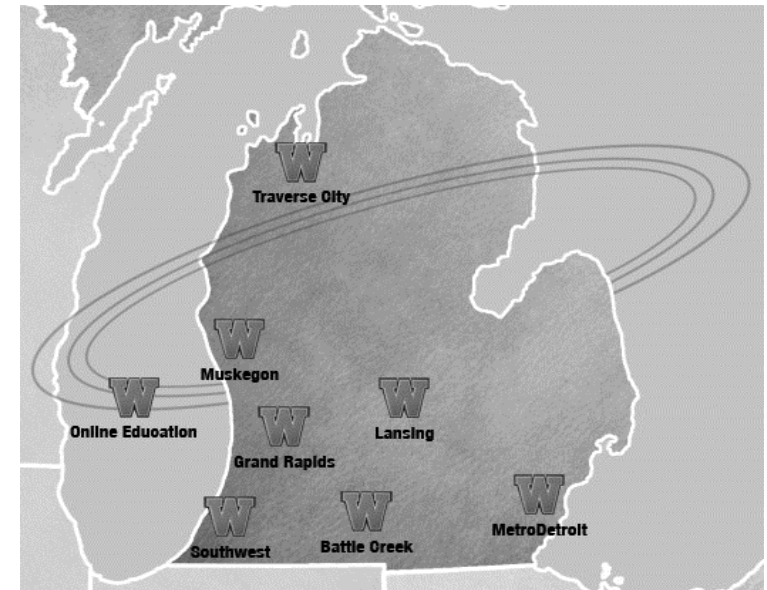 W
Traverse City
W
Muskegon
W
Online Education
W
Lansing
W
Grand Rapids
W
MetroDetroit
W
Southwest
W
Battle Creek